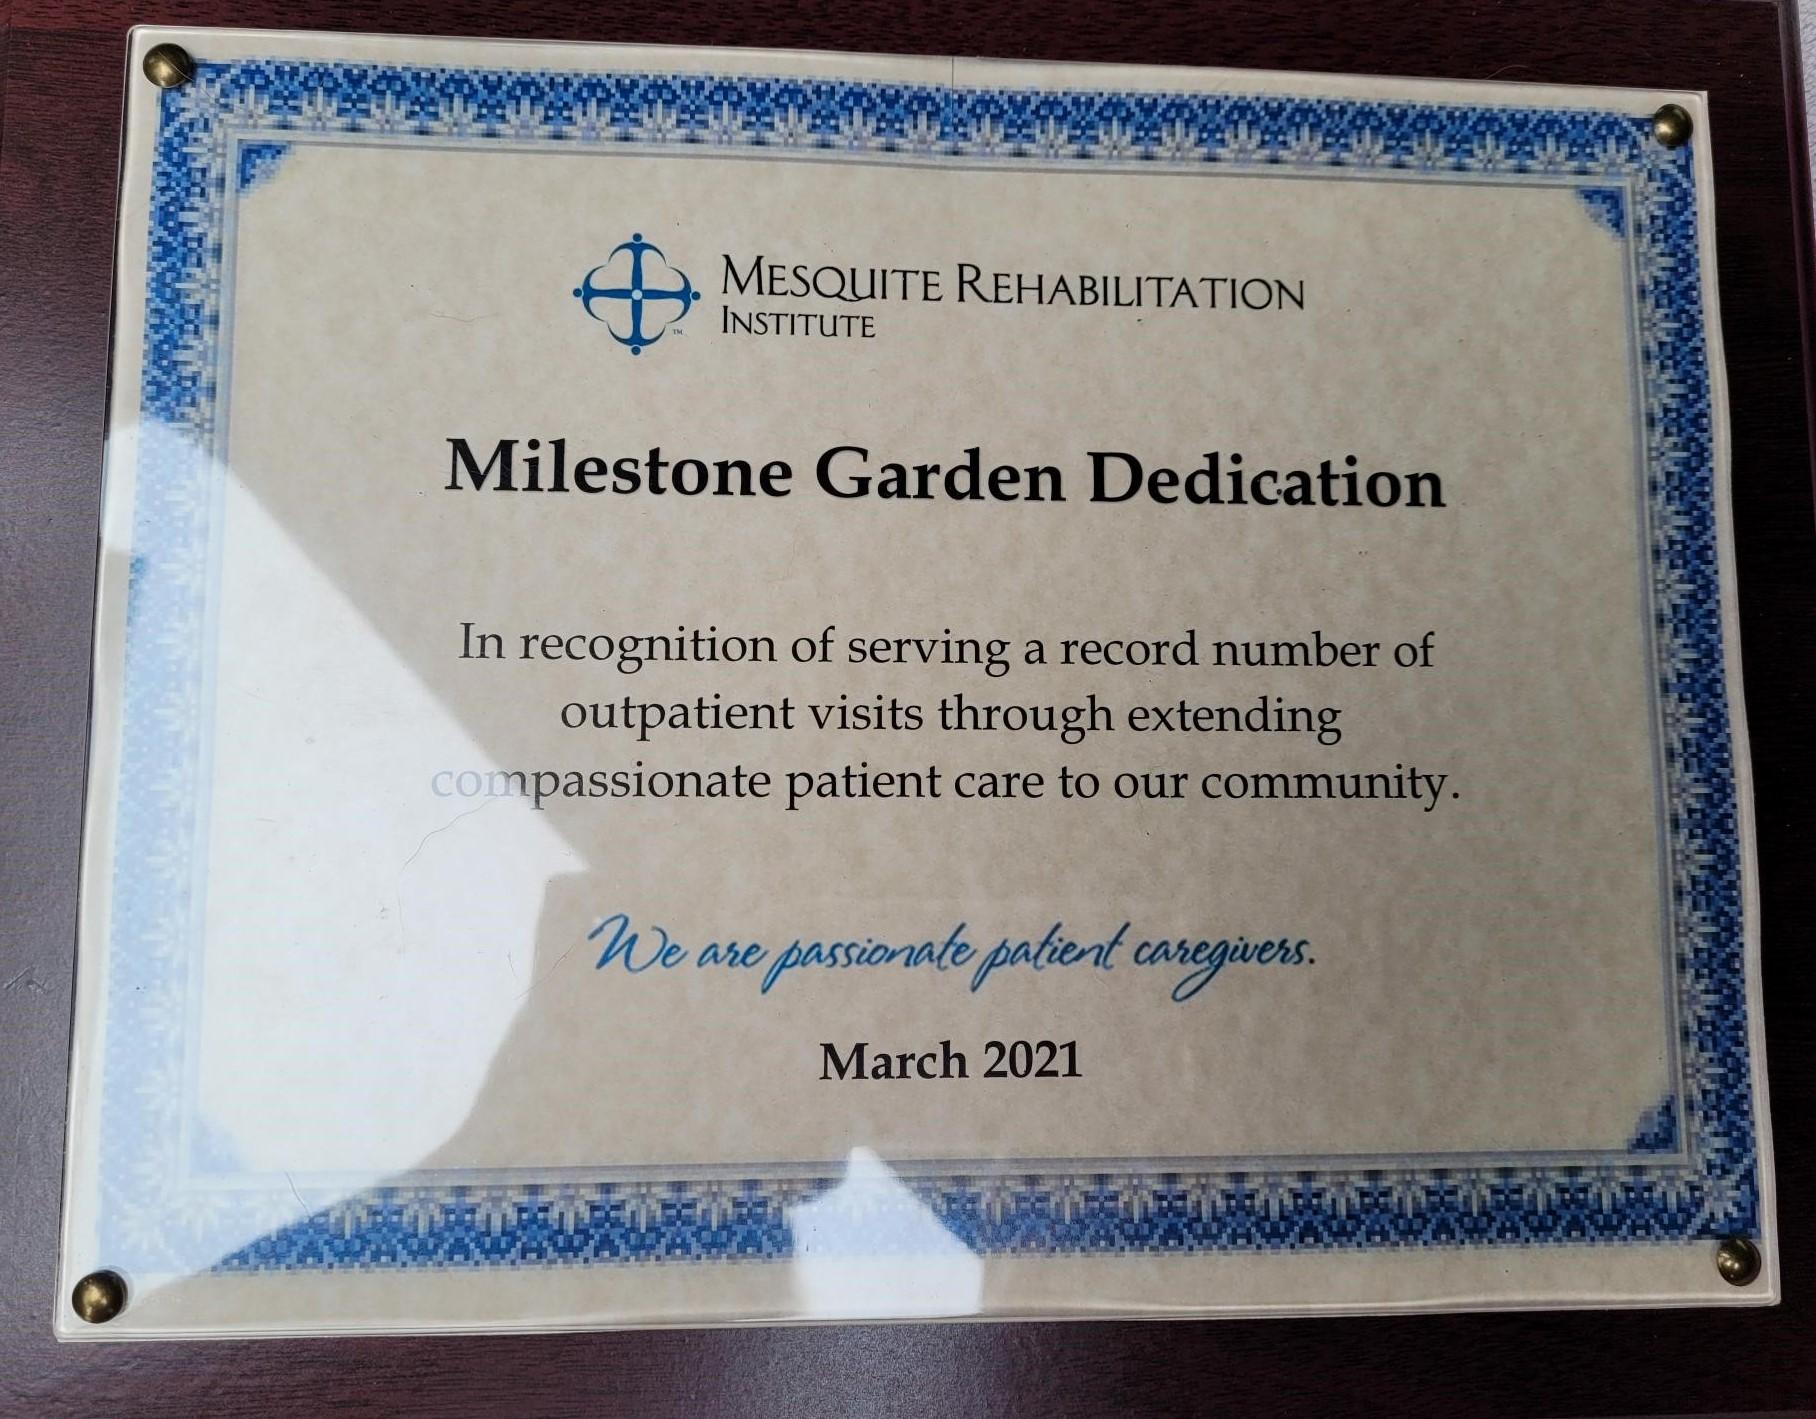 MESQUITE REHABILITATION
INSTITUTE
TM
Milestone Garden Dedication
In recognition of serving a record number of
outpatient visits through extending
compassionate patient care to our community.
We are passionate patient caregivers.
March 2021